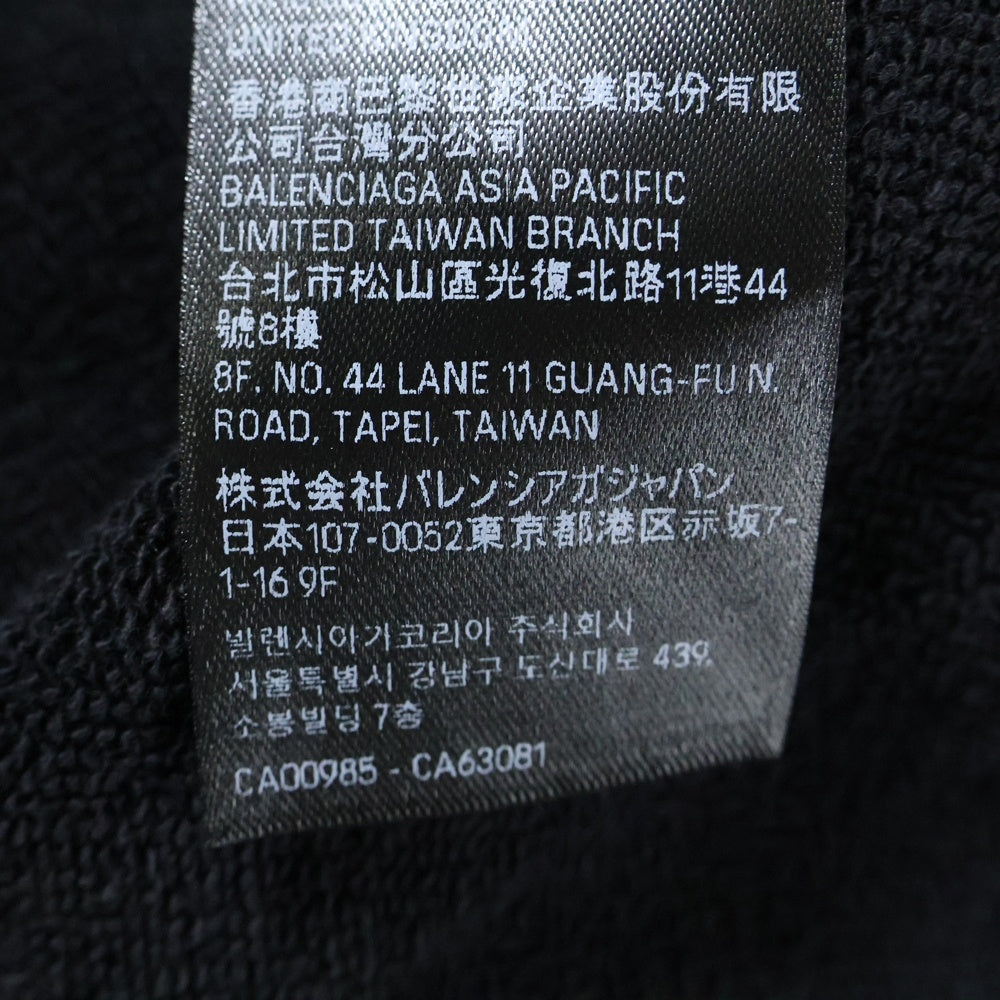 UNITED KINGDOM
香港商巴黎世家企業股份有限
公司台灣分公司
BALENCIAGA ASIA PACIFIC
LIMITED TAIWAN BRANCH
台北市松山區光復北路11港44
號8樓
8F. NO. 44 LANE 11 GUANG-FU N.
ROAD, TAPEI, TAIWAN
株式会社バレンシアガジャパン
日本107-0052東京都港区赤坂7-
1-16 9F
발렌시아가코리아 주식회사
서울특별시 강남구 도산대로 439,
소봉빌딩 7층
CA00985 - CA63081